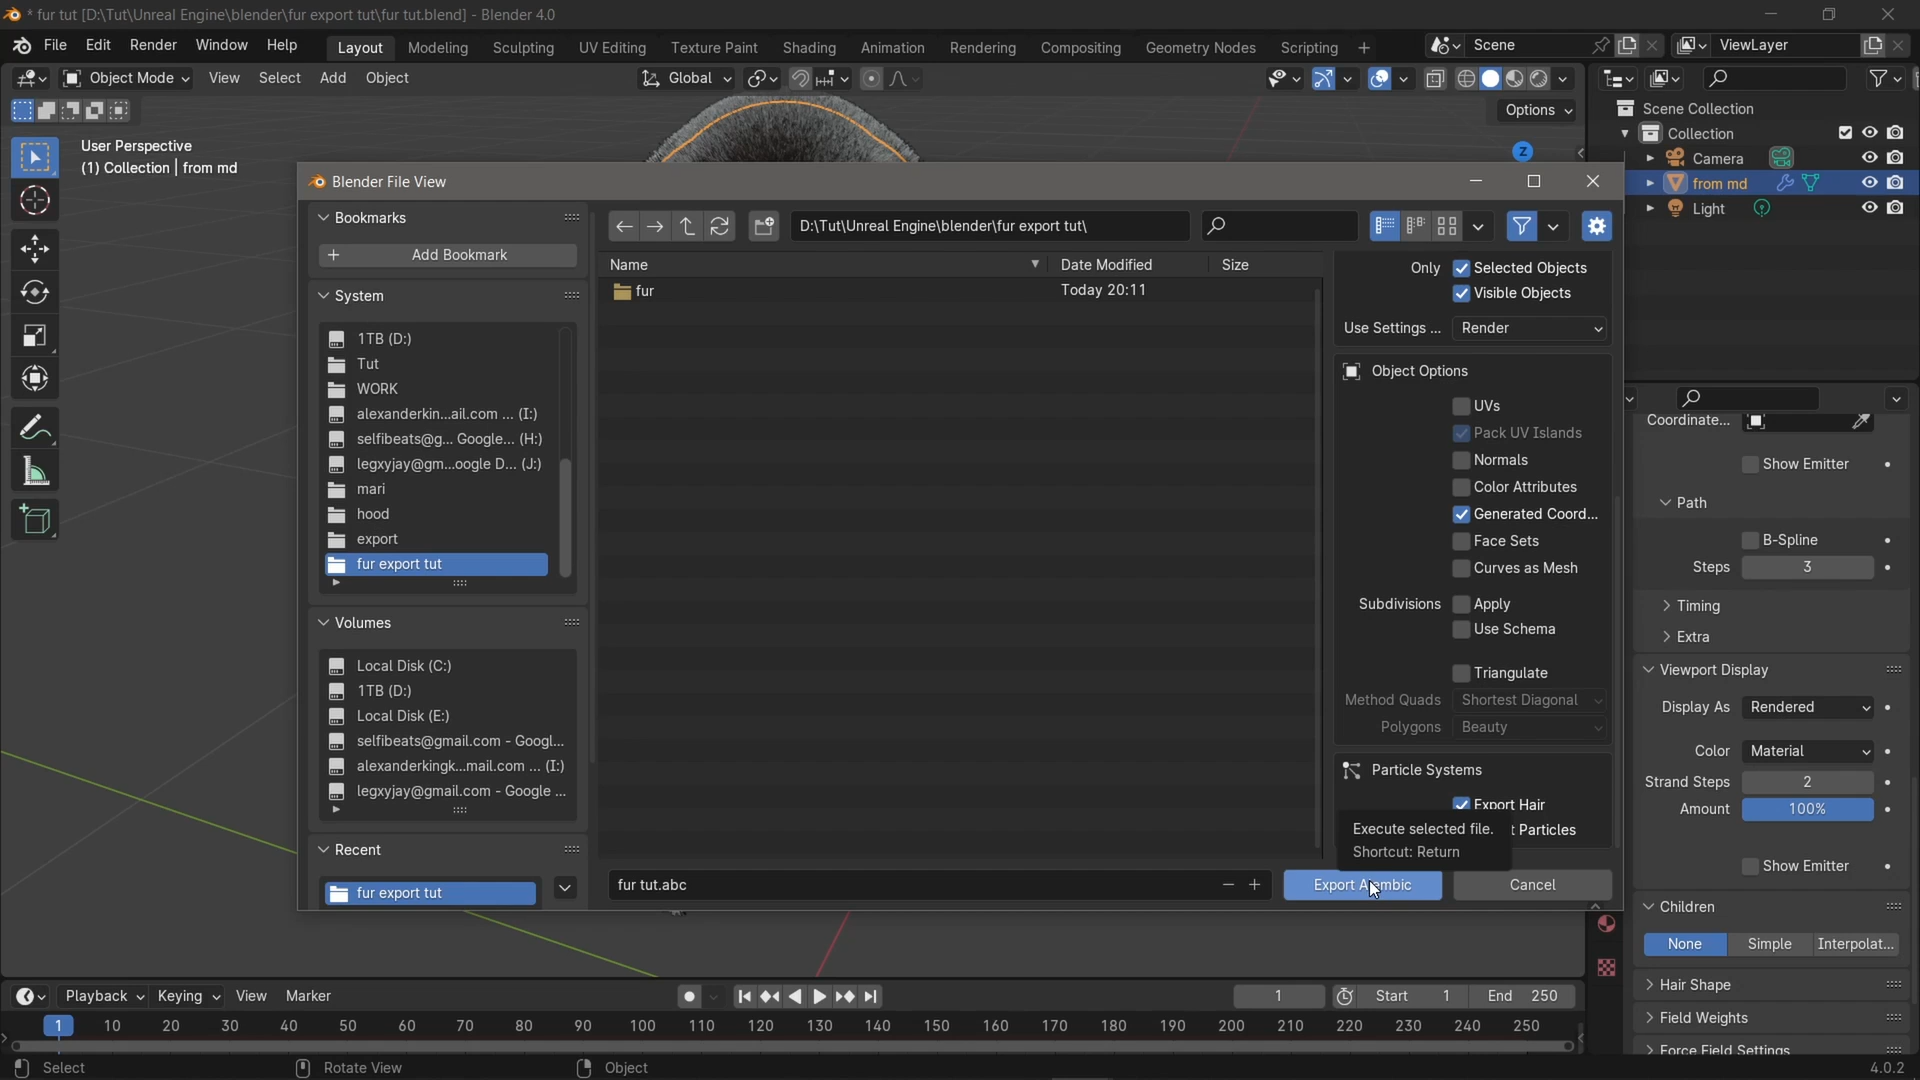 * fur tut [D:\Tut\Unreal Engine\blender\fur export tut\fur tut.blend] - Blender 4.0
File Edit Render Window Help
Layout Modeling Sculpting UV Editing Texture Paint Shading Animation Rendering Compositing Geometry Nodes Scripting +
Scene
ViewLayer
Object Mode View Select Add Object
Global
Options
User Perspective
(1) Collection | from md
Z
Scene Collection
Collection
Camera
from md
Light
Blender File View
Bookmarks
+ Add Bookmark
System
1TB (D:)
Tut
WORK
alexanderkin...ail.com ... (I:)
selfibeats@g... Google... (H:)
legxyjay@gm...oogle D... (J:)
mari
hood
export
fur export tut
Volumes
Local Disk (C:)
1TB (D:)
Local Disk (E:)
selfibeats@gmail.com - Googl...
alexanderkingk...mail.com ... (I:)
legxyjay@gmail.com - Google ...
Recent
fur export tut
D:\Tut\Unreal Engine\blender\fur export tut\
Name Date Modified Size
fur Today 20:11
fur tut.abc
Only Selected Objects
Visible Objects
Use Settings ... Render
Object Options
UVs
Pack UV Islands
Normals
Color Attributes
Generated Coord...
Face Sets
Curves as Mesh
Subdivisions Apply
Use Schema
Triangulate
Method Quads Shortest Diagonal
Polygons Beauty
Particle Systems
Export Hair
t Particles
Execute selected file.
Shortcut: Return
Export Alembic
Cancel
Coordinate...
Show Emitter
Path
B-Spline
Steps 3
Timing
Extra
Viewport Display
Display As Rendered
Color Material
Strand Steps 2
Amount 100%
Show Emitter
Children
None Simple Interpolat...
Hair Shape
Field Weights
Force Field Settings
Playback Keying View Marker
1
Start 1 End 250
1 10 20 30 40 50 60 70 80 90 100 110 120 130 140 150 160 170 180 190 200 210 220 230 240 250
Select Rotate View Object
4.0.2